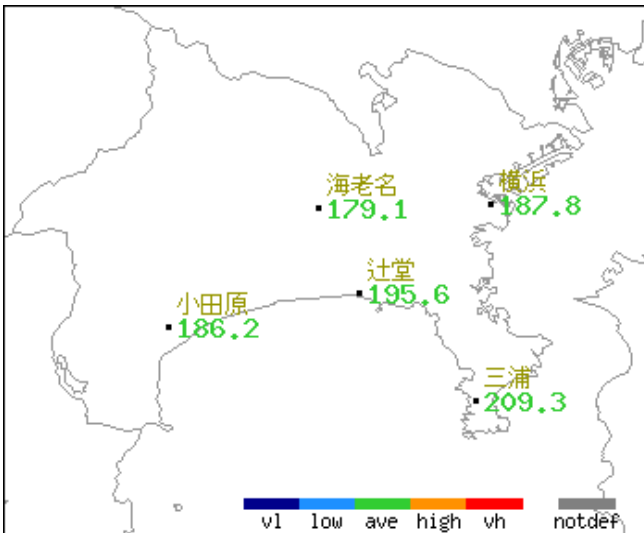 海老名
179.1
横浜
187.8
辻堂
195.6
小田原
186.2
三浦
209.3
vl low ave high vh notdef